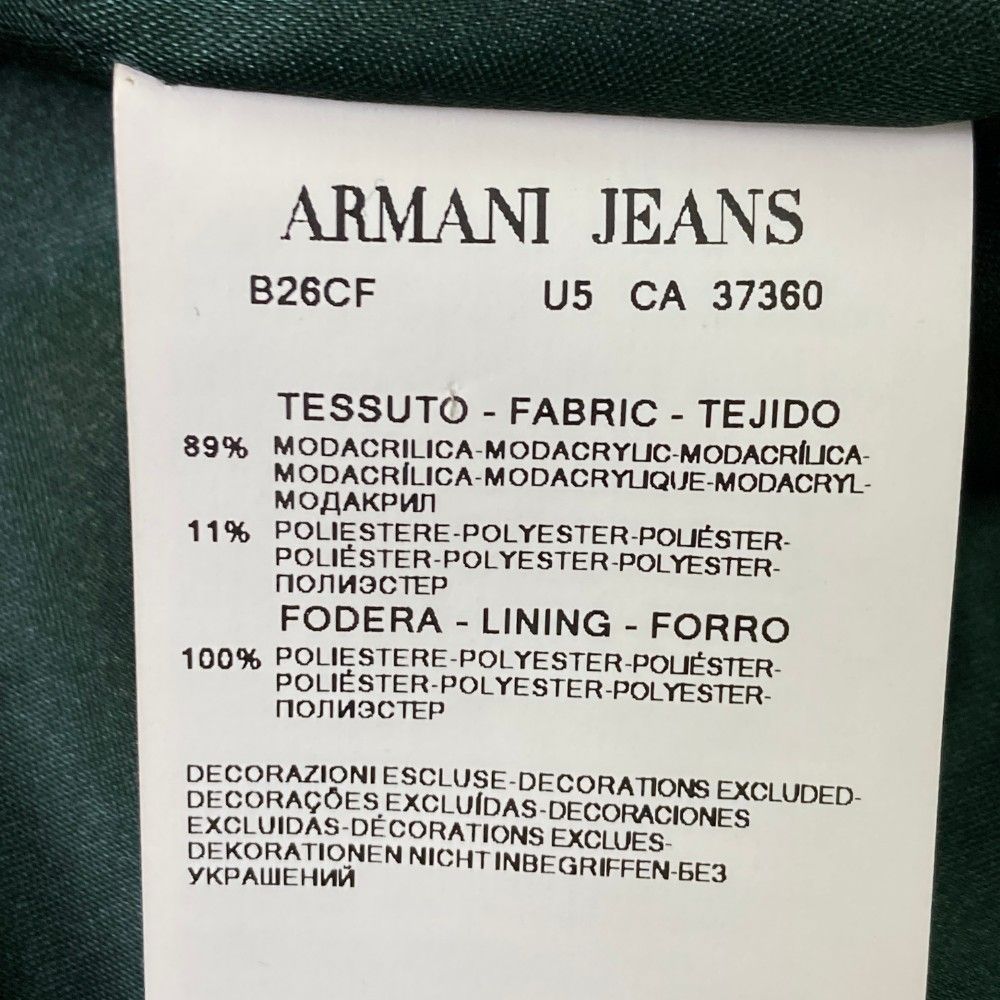 ARMANI JEANS
B26CF U5 CA 37360
TESSUTO - FABRIC - TEJIDO
89% MODACRILICA-MODACRYLIC-MODACRÍLICA-
MODACRÍLICA-MODACRYLIQUE-MODACRYL-
МОДАКРИЛ
11% POLIESTERE-POLYESTER-POLIÉSTER-
POLIÉSTER-POLYESTER-POLYESTER-
ПОЛИЭСТЕР
FODERA - LINING - FORRO
100% POLIESTERE-POLYESTER-POLIÉSTER-
POLIÉSTER-POLYESTER-POLYESTER-
ПОЛИЭСТЕР
DECORAZIONI ESCLUSE-DECORATIONS EXCLUDED-
DECORAÇÕES EXCLUÍDAS-DECORACIONES
EXCLUIDAS-DÉCORATIONS EXCLUES-
DEKORATIONEN NICHT INBEGRIFFEN-БЕЗ
УКРАШЕНИЙ